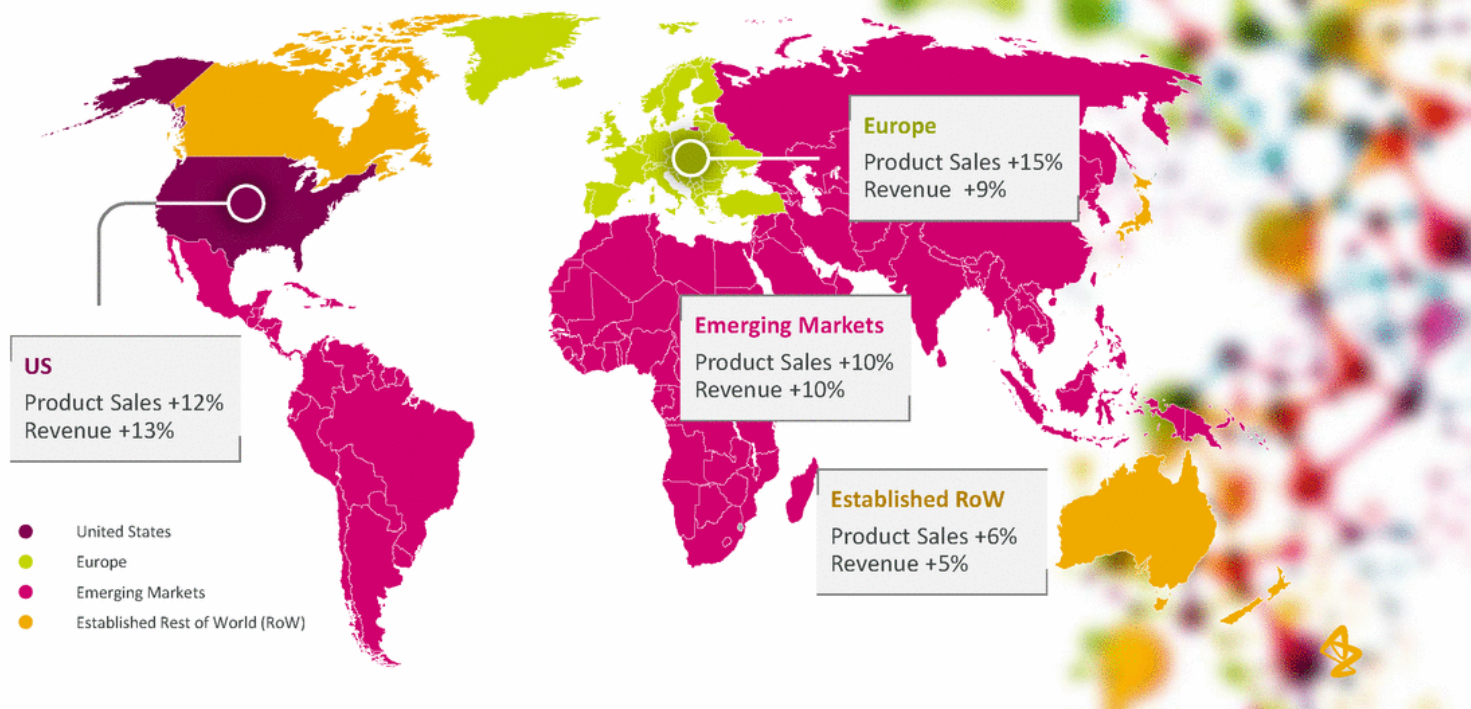 Europe
Product Sales +15%
Revenue +9%
Emerging Markets
Product Sales +10%
Revenue +10%
US
Product Sales +12%
Revenue +13%
Established RoW
Product Sales +6%
Revenue +5%
United States
Europe
Emerging Markets
Established Rest of World (RoW)